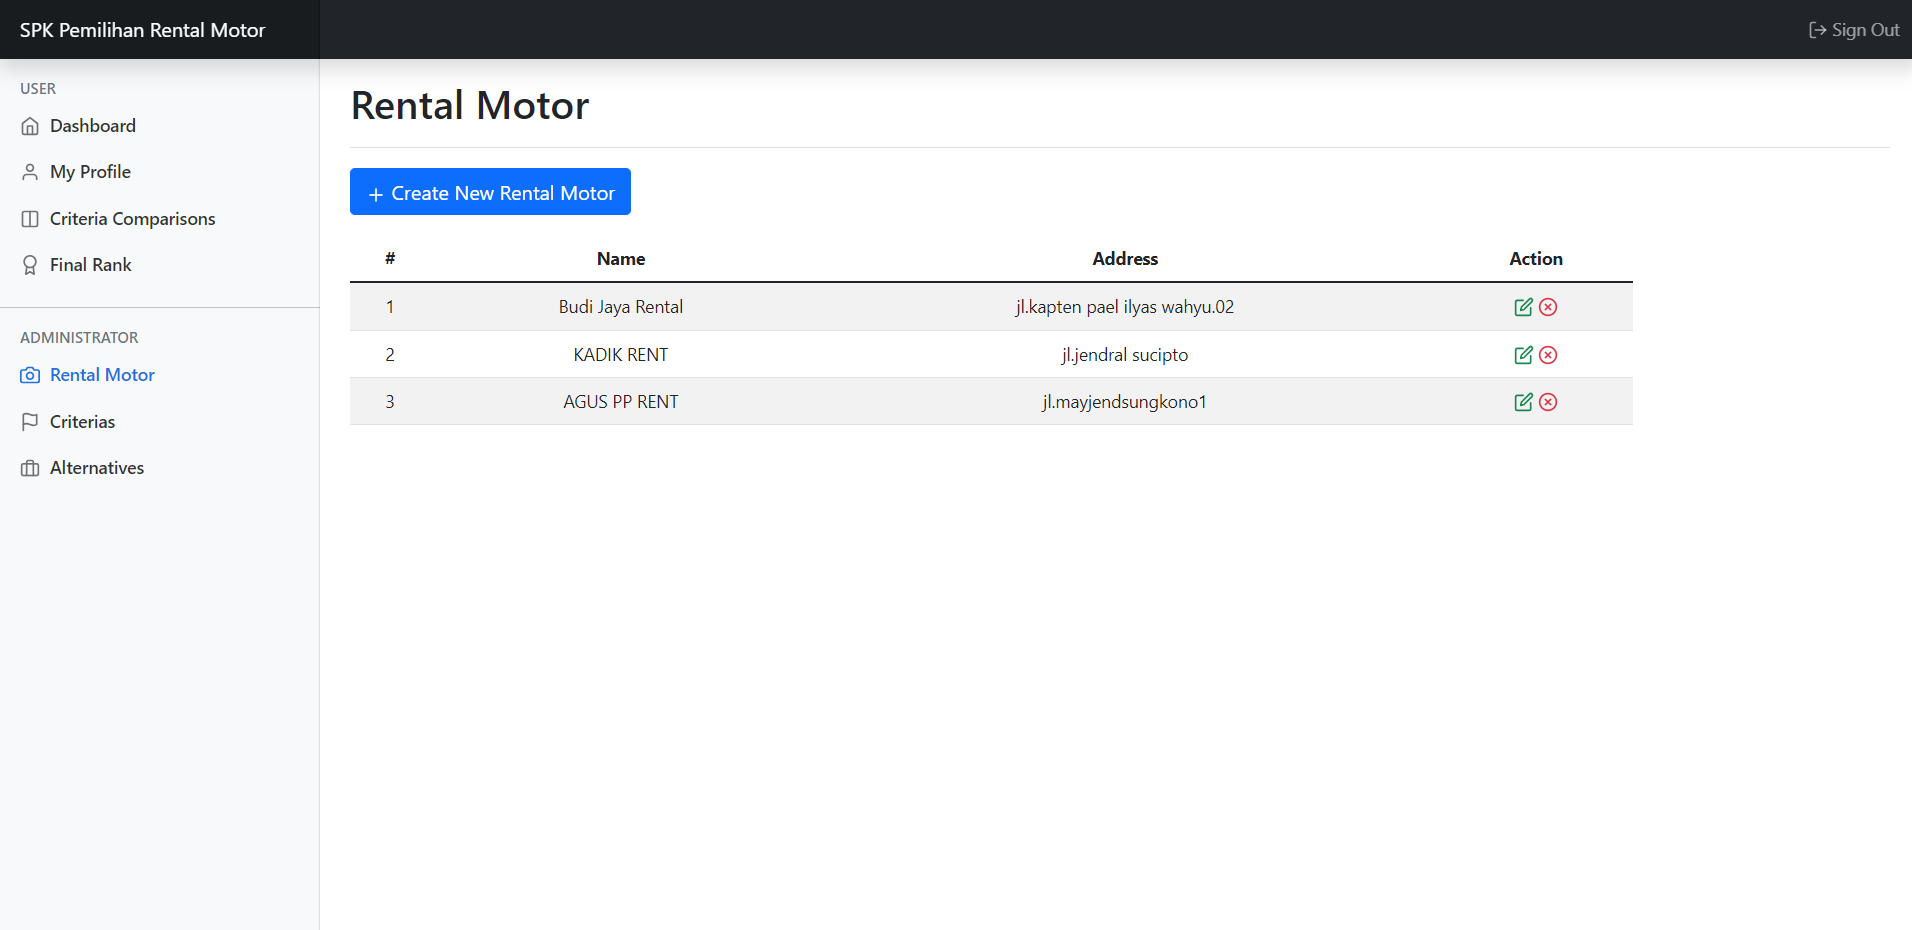 SPK Pemilihan Rental Motor
Sign Out
USER
Dashboard
My Profile
Criteria Comparisons
Final Rank
ADMINISTRATOR
Rental Motor
Criterias
Alternatives
Rental Motor
+ Create New Rental Motor
# Name Address Action
1 Budi Jaya Rental jl.kapten pael ilyas wahyu.02
2 KADIK RENT jl.jendral sucipto
3 AGUS PP RENT jl.mayjendsungkono1